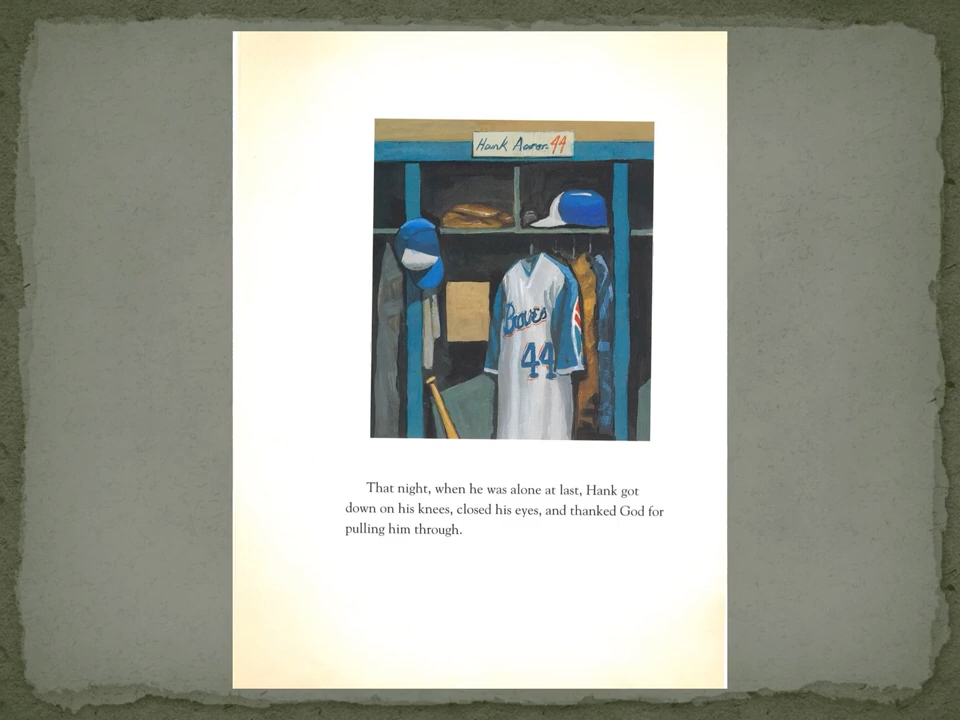 Hank Aaron 44
Braves
44
That night, when he was alone at last, Hank got
down on his knees, closed his eyes, and thanked God for
pulling him through.